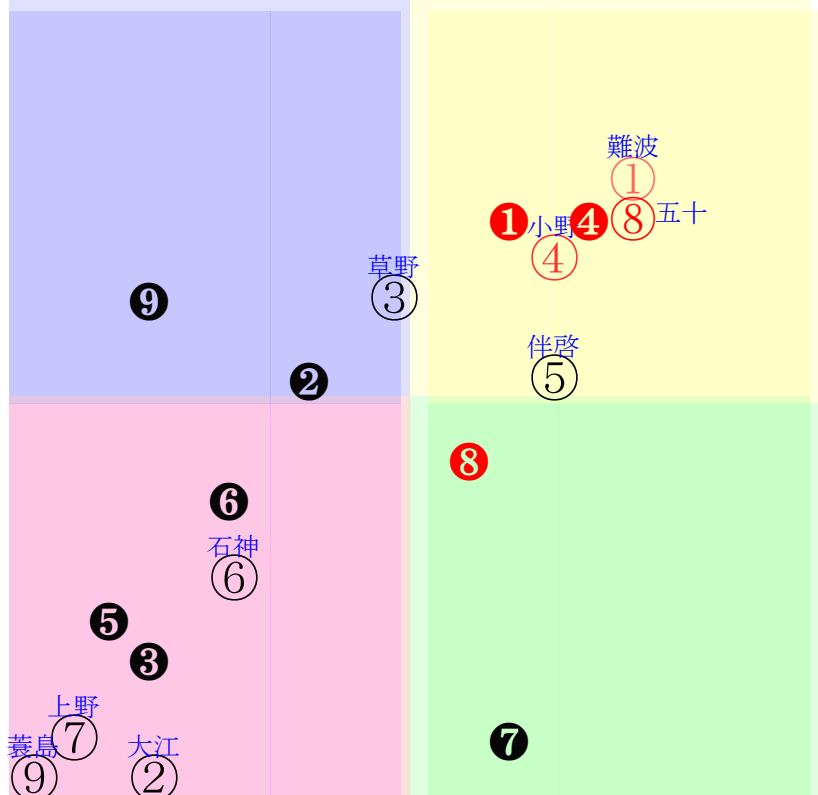 難波
①
❶
小野
❹
⑧
五十
④
草野
③
❾
伴啓
⑤
❷
❽
❻
石神
⑥
❺
❸
上野
⑦
❼
蓑島
⑨
大江
②